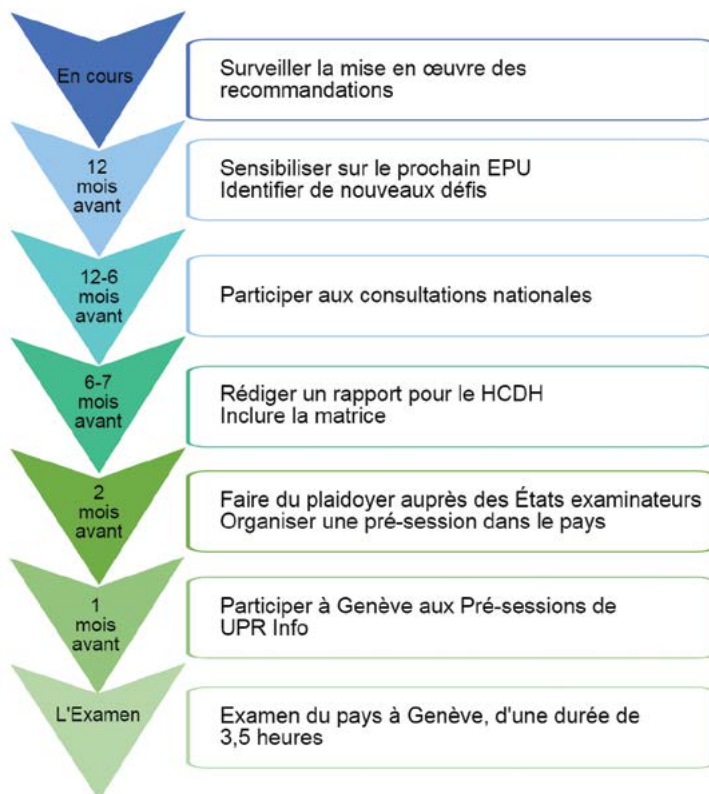 En cours
Surveiller la mise en œuvre des
recommandations
12
mois
avant
Sensibiliser sur le prochain EPU
Identifier de nouveaux défis
12-6
mois
avant
Participer aux consultations nationales
6-7
mois
avant
Rédiger un rapport pour le HCDH
Inclure la matrice
2
mois
avant
Faire du plaidoyer auprès des États examinateurs
Organiser une pré-session dans le pays
1
mois
avant
Participer à Genève aux Pré-sessions de
UPR Info
L'Examen
Examen du pays à Genève, d'une durée de
3,5 heures